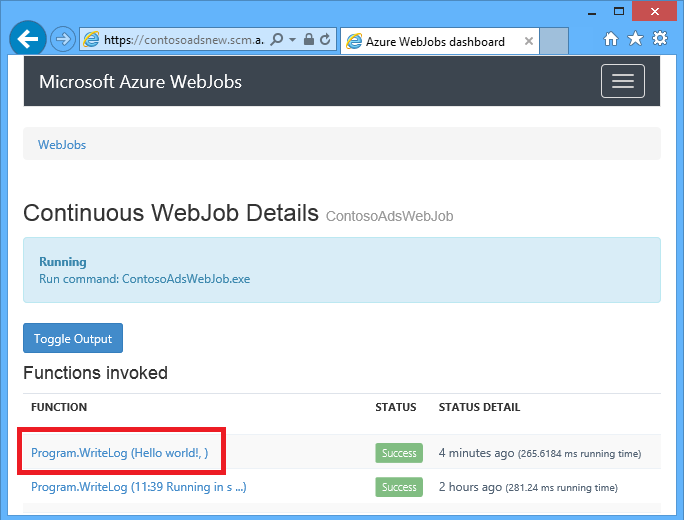 https://contosoadsnew.scm.a.
Azure WebJobs dashboard
Microsoft Azure WebJobs
WebJobs
Continuous WebJob Details ContosoAdsWebJob
Running
Run command: ContosoAdsWebJob.exe
Toggle Output
Functions invoked
FUNCTION STATUS STATUS DETAIL
Program.WriteLog (Hello world!, ) Success 4 minutes ago (265.6184 ms running time)
Program.WriteLog (11:39 Running in s ...) Success 2 hours ago (281.24 ms running time)